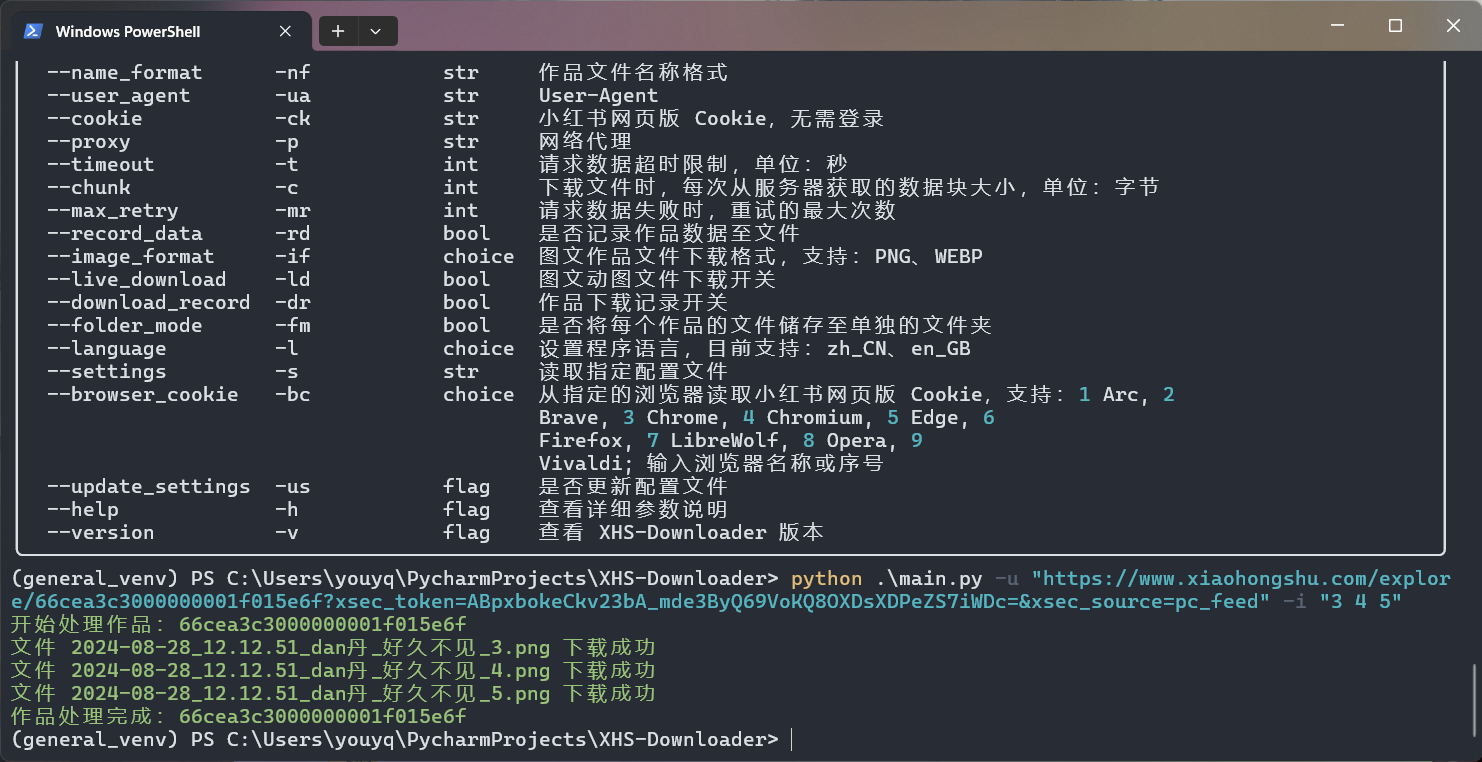 Windows PowerShell
--name_format -nf str 作品文件名称格式
--user_agent -ua str User-Agent
--cookie -ck str 小红书网页版 Cookie，无需登录
--proxy -p str 网络代理
--timeout -t int 请求数据超时限制，单位：秒
--chunk -c int 下载文件时，每次从服务器获取的数据块大小，单位：字节
--max_retry -mr int 请求数据失败时，重试的最大次数
--record_data -rd bool 是否记录作品数据至文件
--image_format -if choice 图文作品文件下载格式，支持：PNG、WEBP
--live_download -ld bool 图文动图文件下载开关
--download_record -dr bool 作品下载记录开关
--folder_mode -fm bool 是否将每个作品的文件储存至单独的文件夹
--language -l choice 设置程序语言，目前支持：zh_CN、en_GB
--settings -s str 读取指定配置文件
--browser_cookie -bc choice 从指定的浏览器读取小红书网页版 Cookie，支持：1 Arc, 2
Brave, 3 Chrome, 4 Chromium, 5 Edge, 6
Firefox, 7 LibreWolf, 8 Opera, 9
Vivaldi; 输入浏览器名称或序号
--update_settings -us flag 是否更新配置文件
--help -h flag 查看详细参数说明
--version -v flag 查看 XHS-Downloader 版本
(general_venv) PS C:\Users\youyq\PycharmProjects\XHS-Downloader> python .\main.py -u "https://www.xiaohongshu.com/explor
e/66cea3c3000000001f015e6f?xsec_token=ABpxbokeCkv23bA_mde3ByQ69VoKQ8OXDsXDPeZS7iWDc=&xsec_source=pc_feed" -i "3 4 5"
开始处理作品：66cea3c3000000001f015e6f
文件 2024-08-28_12.12.51_dan丹_好久不见_3.png 下载成功
文件 2024-08-28_12.12.51_dan丹_好久不见_4.png 下载成功
文件 2024-08-28_12.12.51_dan丹_好久不见_5.png 下载成功
作品处理完成：66cea3c3000000001f015e6f
(general_venv) PS C:\Users\youyq\PycharmProjects\XHS-Downloader>